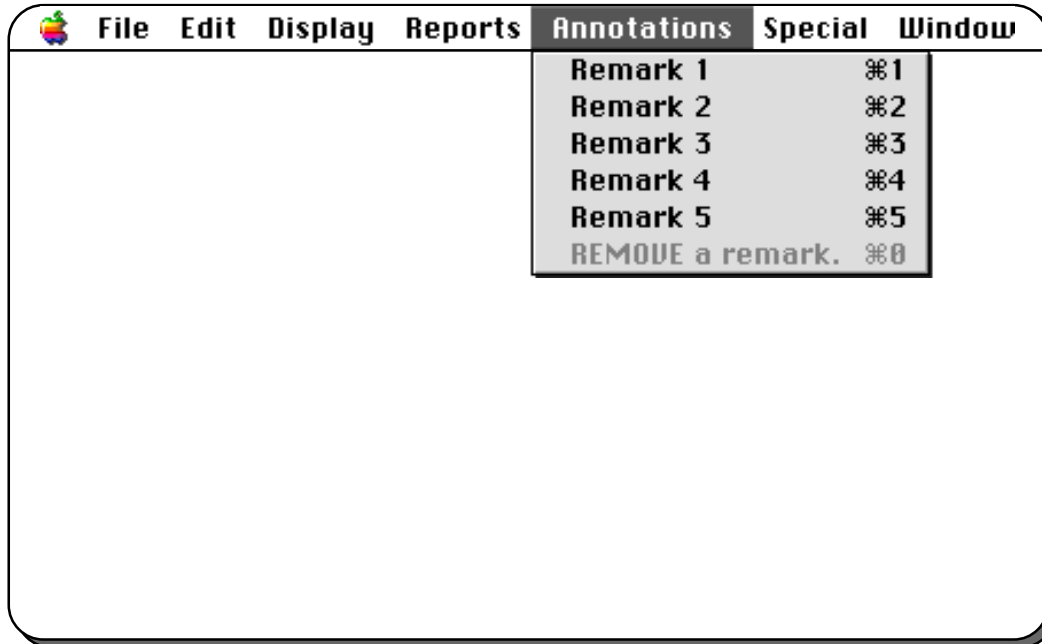 File Edit Display Reports Annotations Special Window
Remark 1 ⌘1
Remark 2 ⌘2
Remark 3 ⌘3
Remark 4 ⌘4
Remark 5 ⌘5
REMOVE a remark. ⌘0